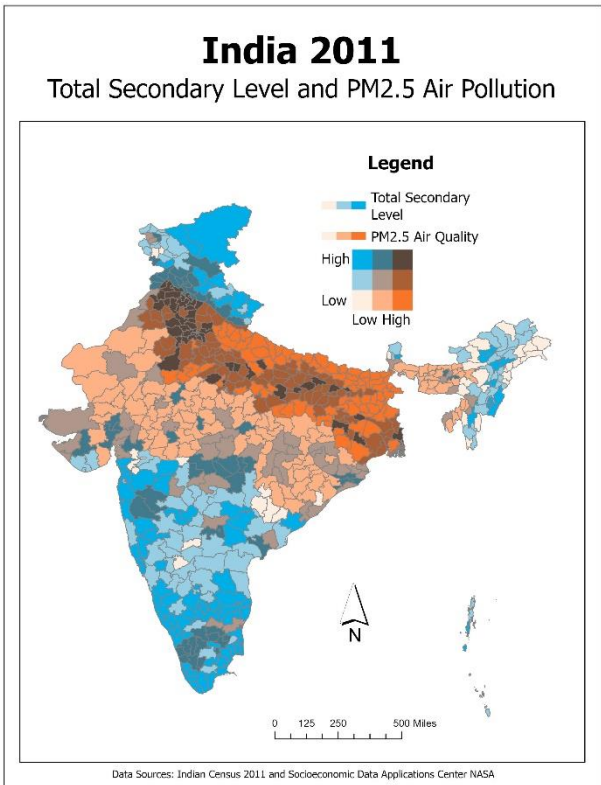 India 2011
Total Secondary Level and PM2.5 Air Pollution
Legend
Total Secondary
Level
PM2.5 Air Quality
High
Low
Low High
N
0 125 250 500 Miles
Data Sources: Indian Census 2011 and Socioeconomic Data Applications Center NASA